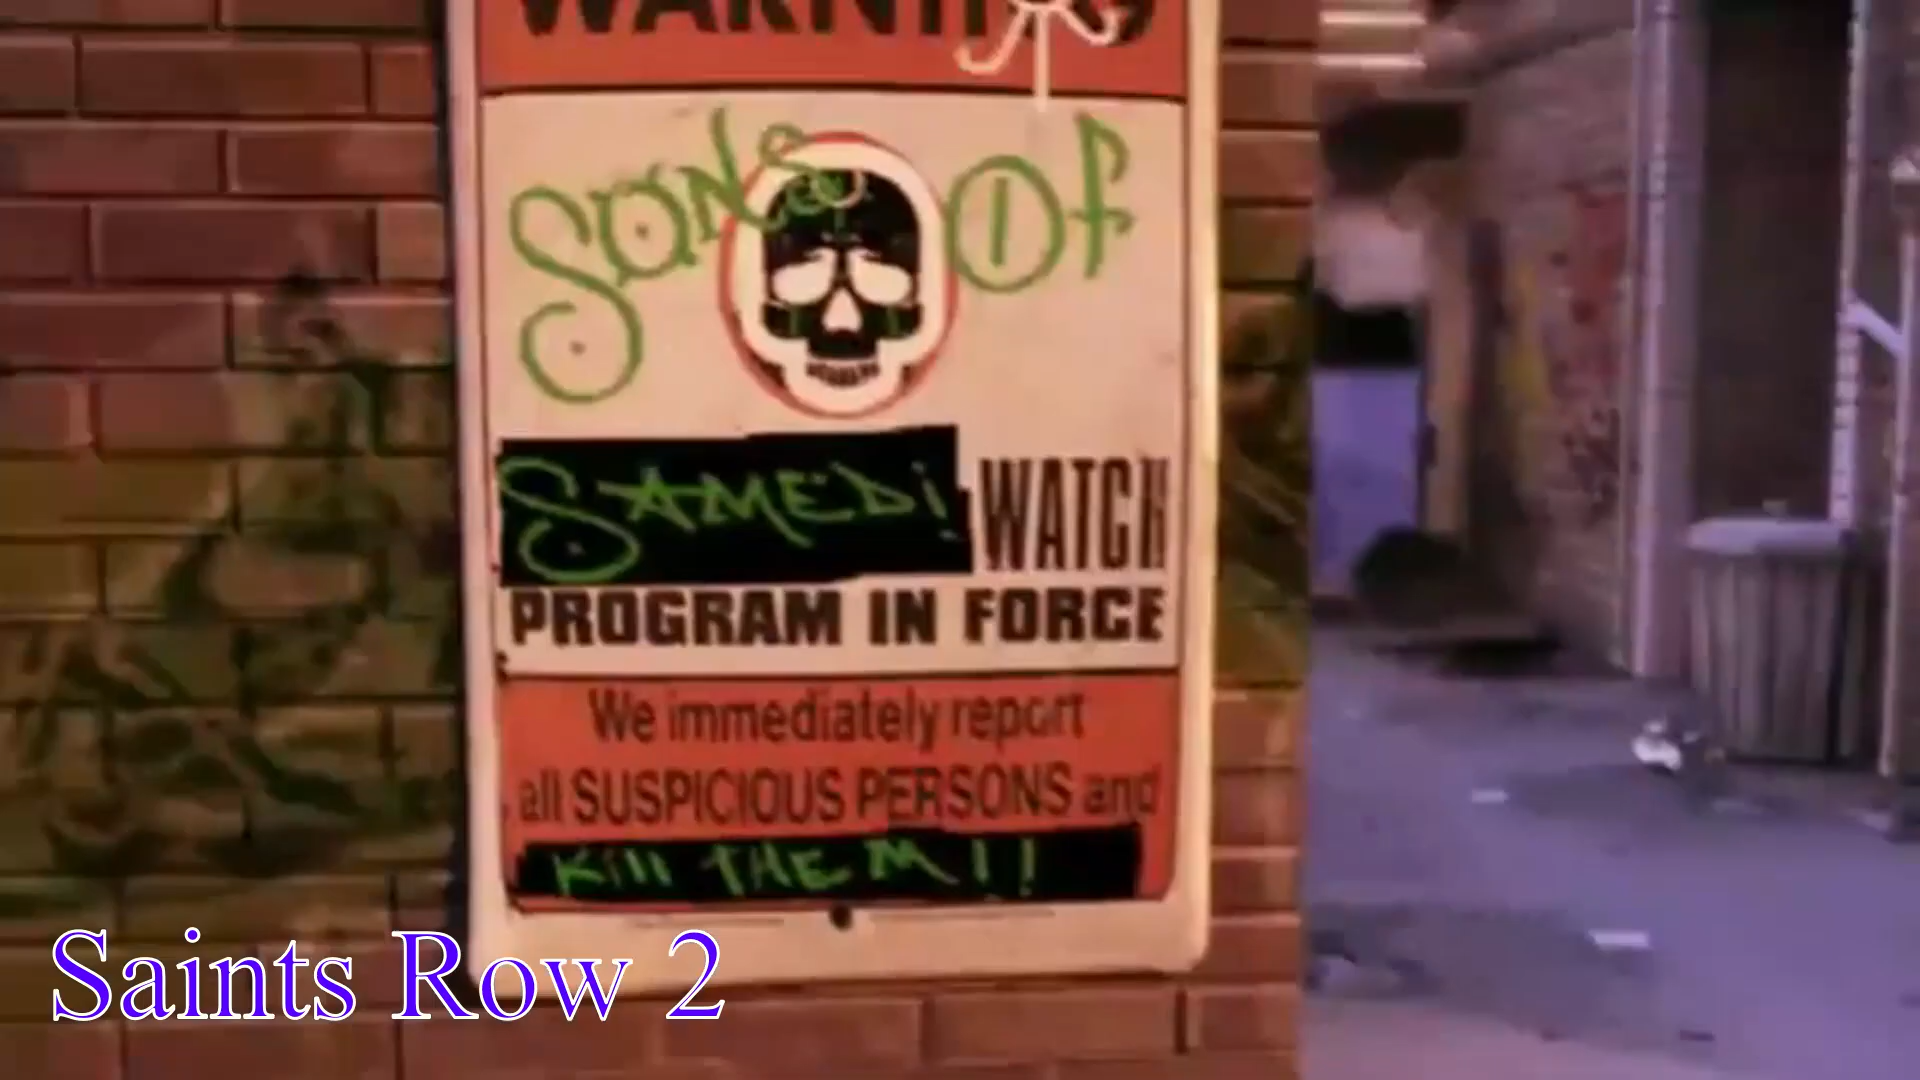 WARNING
SONS OF
SAMEDi WATCH
PROGRAM IN FORCE
We immediately report
all SUSPICIOUS PERSONS and
Kill THEM!!
Saints Row 2